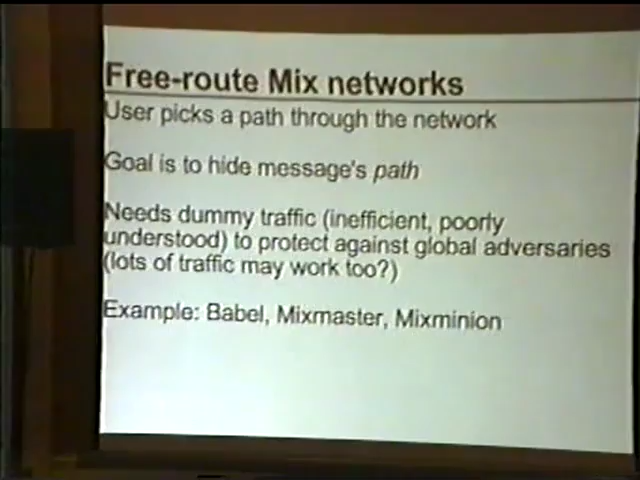 Free-route Mix networks
User picks a path through the network
Goal is to hide message's path
Needs dummy traffic (inefficient, poorly
understood) to protect against global adversaries
(lots of traffic may work too?)
Example: Babel, Mixmaster, Mixminion